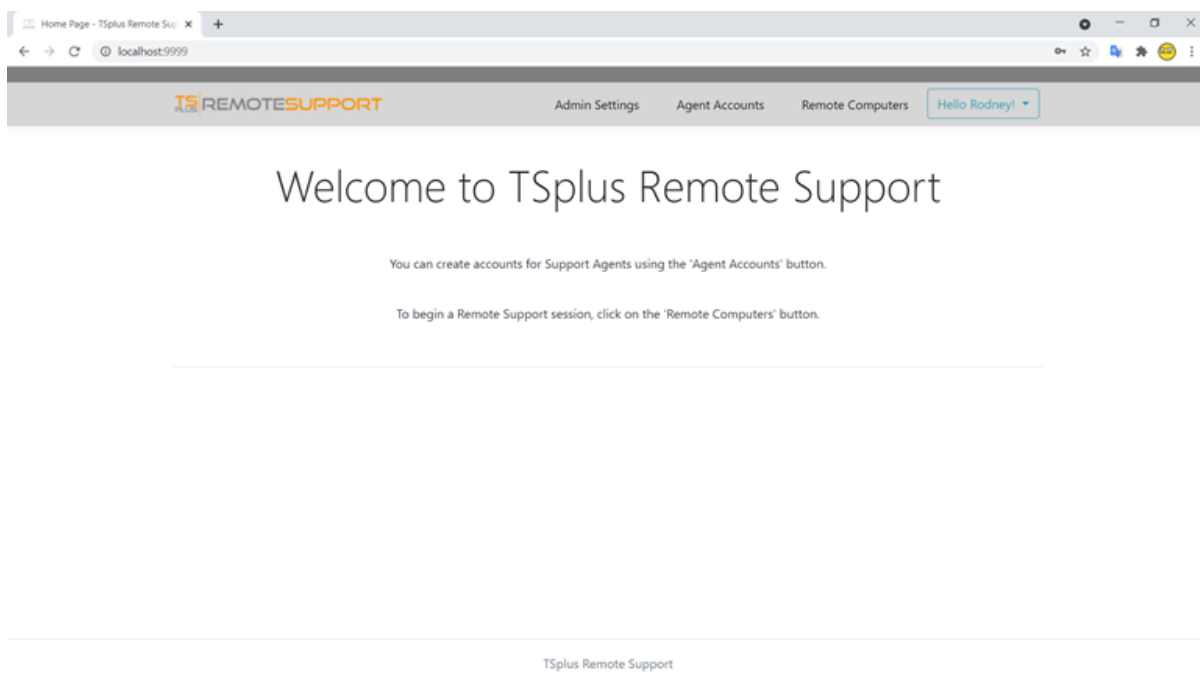 Home Page - TSplus Remote Sup
localhost:9999
TS PLUS REMOTESUPPORT
Admin Settings
Agent Accounts
Remote Computers
Hello Rodney!
Welcome to TSplus Remote Support
You can create accounts for Support Agents using the 'Agent Accounts' button.
To begin a Remote Support session, click on the 'Remote Computers' button.
TSplus Remote Support